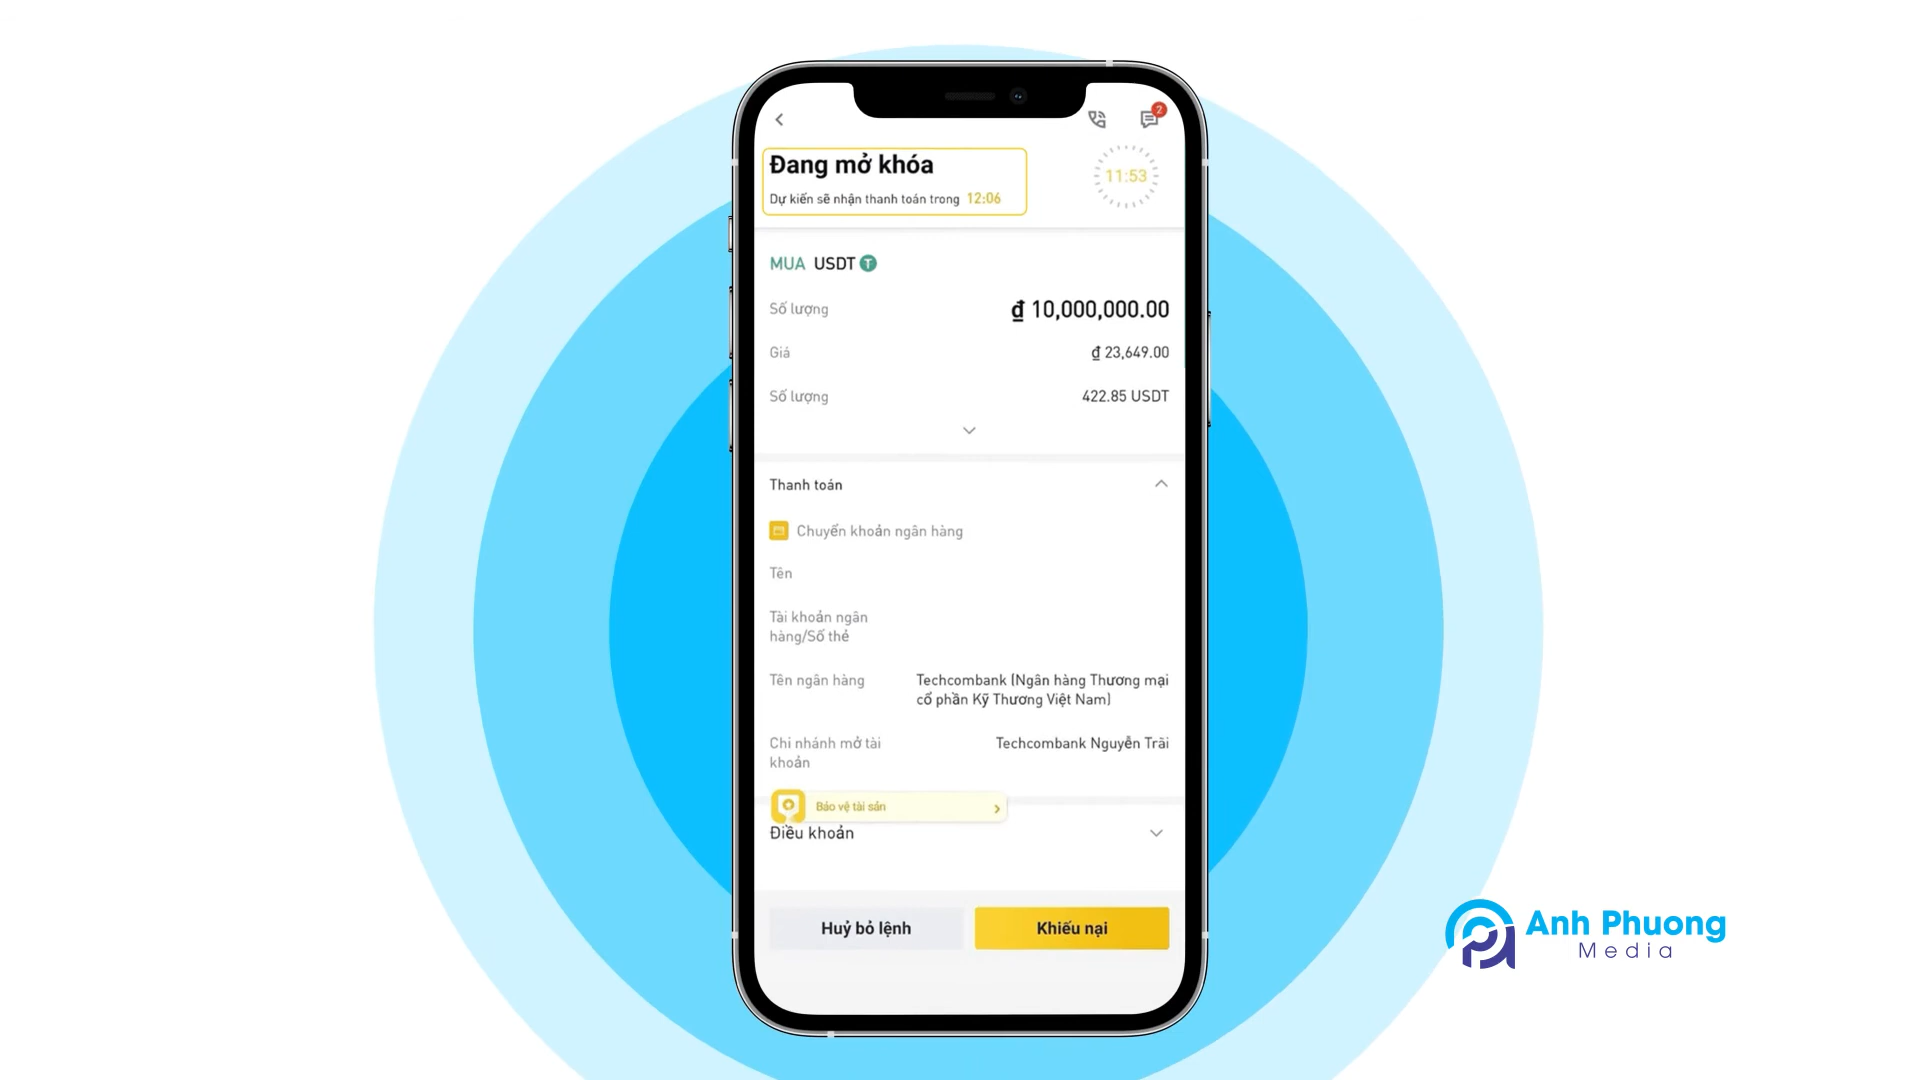 2
Đang mở khóa
Dự kiến sẽ nhận thanh toán trong 12:06
11:53
MUA USDT
Số lượng ₫ 10,000,000.00
Giá ₫ 23,649.00
Số lượng 422.85 USDT
Thanh toán
Chuyển khoản ngân hàng
Tên
Tài khoản ngân
hàng/Số thẻ
Tên ngân hàng Techcombank (Ngân hàng Thương mại
cổ phần Kỹ Thương Việt Nam)
Chi nhánh mở tài Techcombank Nguyễn Trãi
khoản
Bảo vệ tài sản
Điều khoản
Huỷ bỏ lệnh Khiếu nại
Anh Phuong
Media